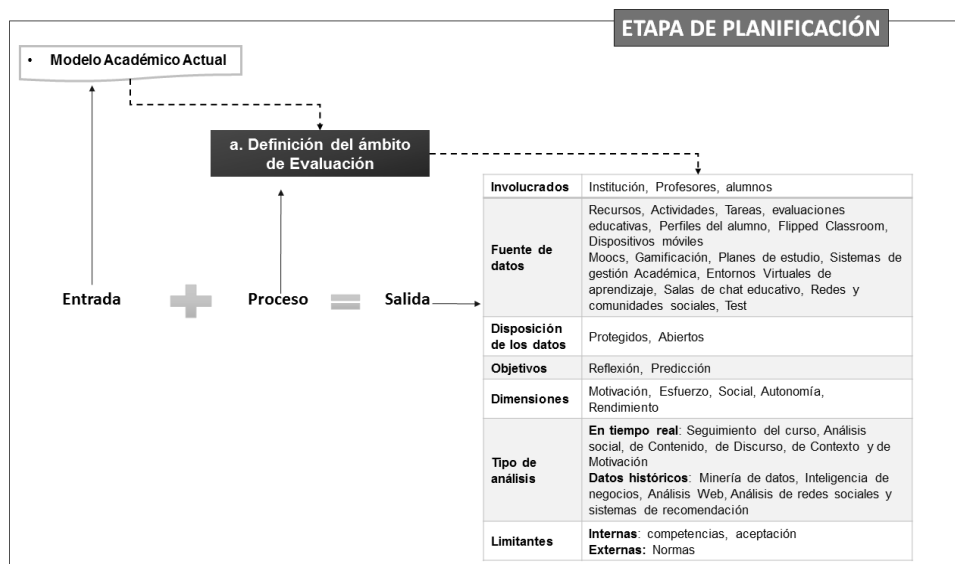 ETAPA DE PLANIFICACIÓN
• Modelo Académico Actual
a. Definición del ámbito
de Evaluación
Entrada + Proceso = Salida
Involucrados Institución, Profesores, alumnos
Fuente de
datos
Recursos, Actividades, Tareas, evaluaciones
educativas, Perfiles del alumno, Flipped Classroom,
Dispositivos móviles
Moocs, Gamificación, Planes de estudio, Sistemas de
gestión Académica, Entornos Virtuales de
aprendizaje, Salas de chat educativo, Redes y
comunidades sociales, Test
Disposición
de los datos
Protegidos, Abiertos
Objetivos Reflexión, Predicción
Dimensiones
Motivación, Esfuerzo, Social, Autonomía,
Rendimiento
Tipo de
análisis
En tiempo real: Seguimiento del curso, Análisis
social, de Contenido, de Discurso, de Contexto y de
Motivación
Datos históricos: Minería de datos, Inteligencia de
negocios, Análisis Web, Análisis de redes sociales y
sistemas de recomendación
Limitantes
Internas: competencias, aceptación
Externas: Normas